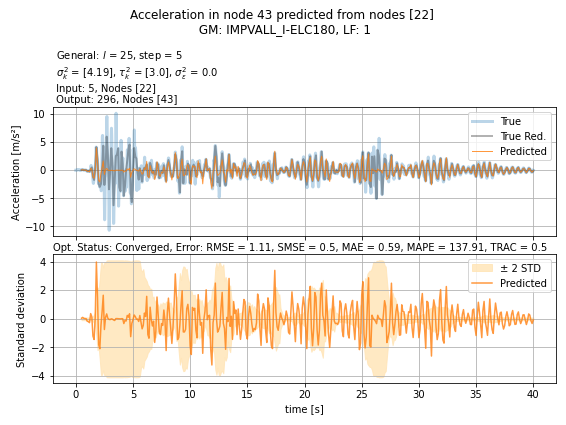 Acceleration in node 43 predicted from nodes [22]
GM: IMPVALL_I-ELC180, LF: 1
General: l = 25, step = 5
σ²ₖ = [4.19], τ²ₖ = [3.0], σ²ₑ = 0.0
Input: 5, Nodes [22]
Output: 296, Nodes [43]
Acceleration [m/s²]
10
5
0
−5
−10
True
True Red.
Predicted
Opt. Status: Converged, Error: RMSE = 1.11, SMSE = 0.5, MAE = 0.59, MAPE = 137.91, TRAC = 0.5
Standard deviation
4
2
0
−2
−4
± 2 STD
Predicted
0 5 10 15 20 25 30 35 40
time [s]